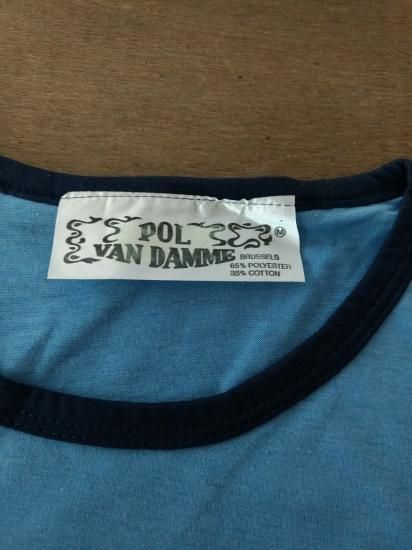 POL
VAN DAMME
M
BRUSSELS
65% POLYESTER
35% COTTON